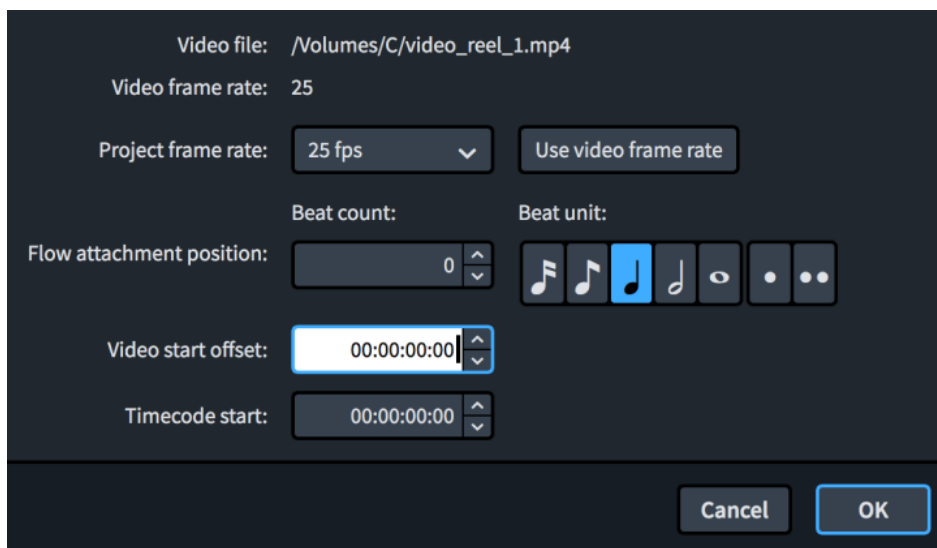 Video file: /Volumes/C/video_reel_1.mp4
Video frame rate: 25
Project frame rate: 25 fps Use video frame rate
Beat count: Beat unit:
Flow attachment position: 0
Video start offset: 00:00:00:00
Timecode start: 00:00:00:00
Cancel OK